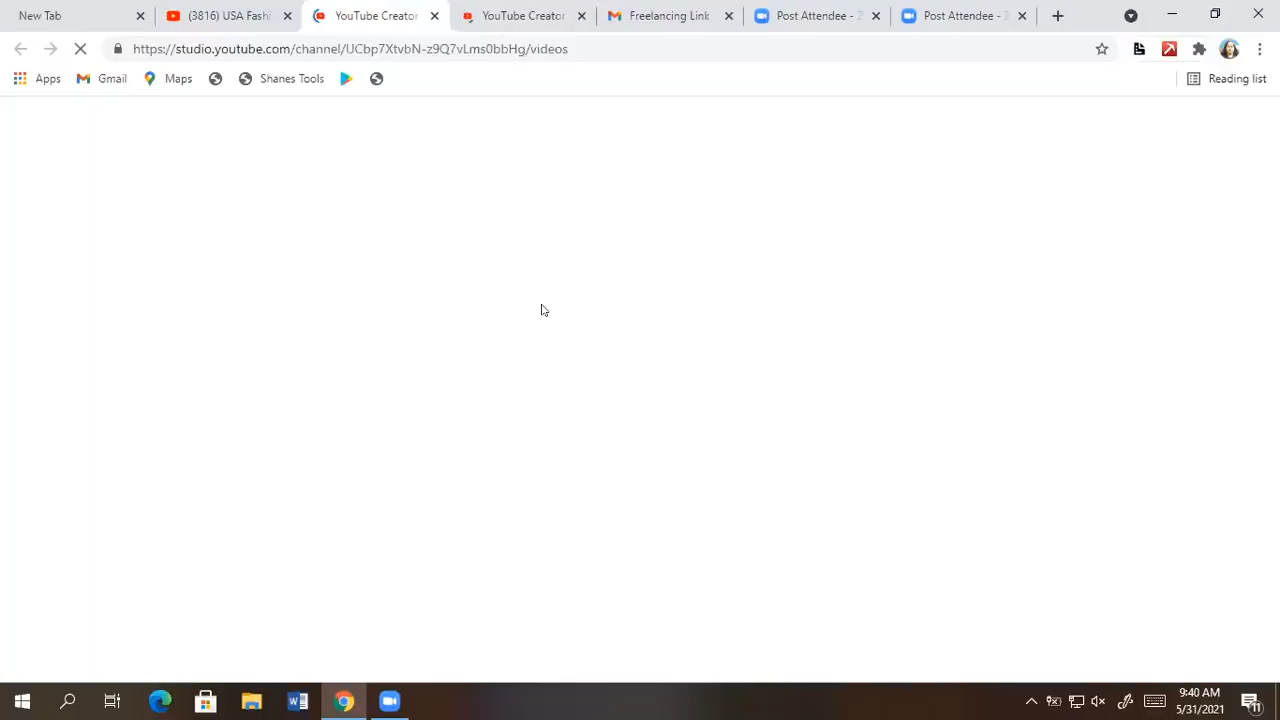 New Tab
(3816) USA Fashi
YouTube Creator
YouTube Creator
Freelancing Link
Post Attendee - Z
Post Attendee - Z
https://studio.youtube.com/channel/UCbp7XtvbN-z9Q7vLms0bbHg/videos
Apps
Gmail
Maps
Shanes Tools
Reading list
9:40 AM
5/31/2021
11